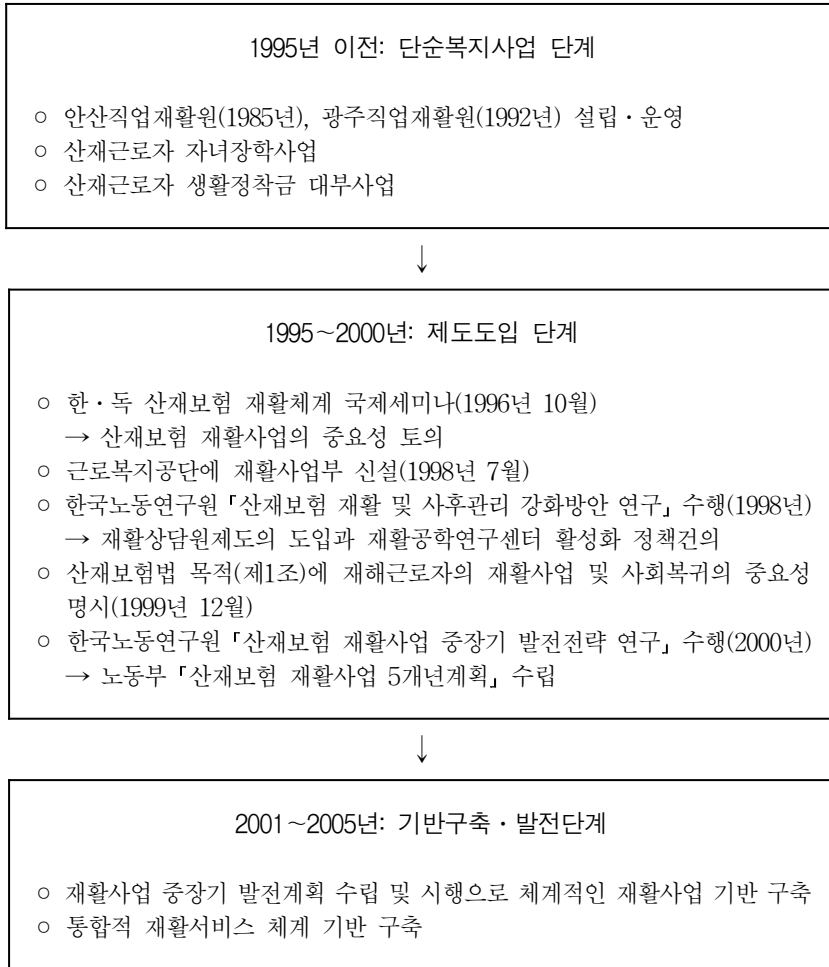 1995년 이전: 단순복지사업 단계
○ 안산직업재활원(1985년), 광주직업재활원(1992년) 설립·운영
○ 산재근로자 자녀장학사업
○ 산재근로자 생활정착금 대부사업
↓
1995~2000년: 제도도입 단계
○ 한·독 산재보험 재활체계 국제세미나(1996년 10월)
→ 산재보험 재활사업의 중요성 토의
○ 근로복지공단에 재활사업부 신설(1998년 7월)
○ 한국노동연구원 「산재보험 재활 및 사후관리 강화방안 연구」 수행(1998년)
→ 재활상담원제도의 도입과 재활공학연구센터 활성화 정책건의
○ 산재보험법 목적(제1조)에 재해근로자의 재활사업 및 사회복귀의 중요성
명시(1999년 12월)
○ 한국노동연구원 「산재보험 재활사업 중장기 발전전략 연구」 수행(2000년)
→ 노동부 「산재보험 재활사업 5개년계획」 수립
↓
2001~2005년: 기반구축·발전단계
○ 재활사업 중장기 발전계획 수립 및 시행으로 체계적인 재활사업 기반 구축
○ 통합적 재활서비스 체계 기반 구축